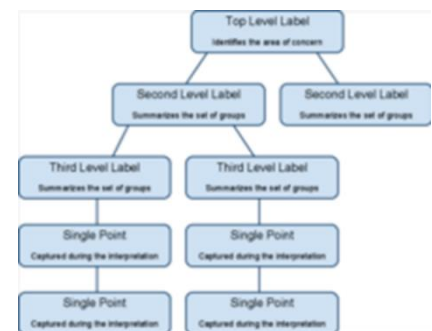 Top Level Label
Identifies the area of concern
Second Level Label
Summarizes the set of groups
Second Level Label
Summarizes the set of groups
Third Level Label
Summarizes the set of groups
Third Level Label
Summarizes the set of groups
Single Point
Captured during the interpretation
Single Point
Captured during the interpretation
Single Point
Captured during the interpretation
Single Point
Captured during the interpretation